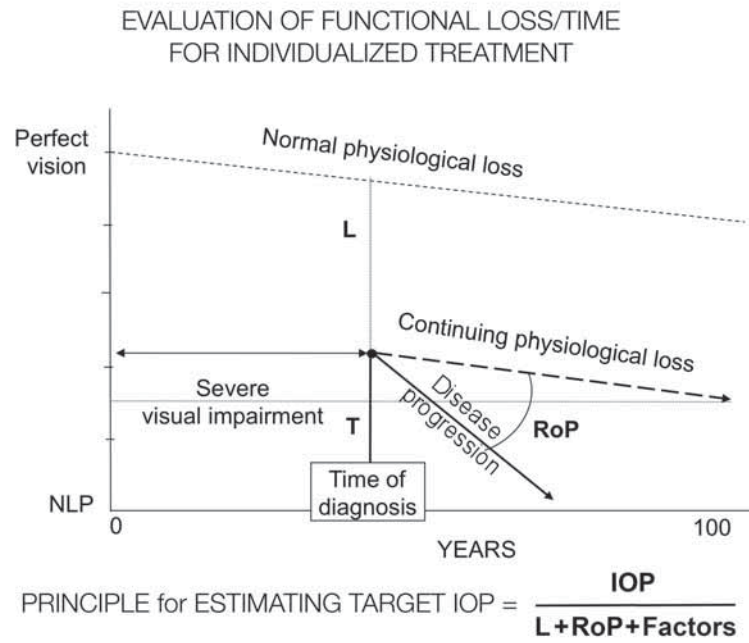 EVALUATION OF FUNCTIONAL LOSS/TIME
FOR INDIVIDUALIZED TREATMENT
Perfect
vision
Normal physiological loss
L
Continuing physiological loss
Severe
visual impairment
T
Disease
progression
RoP
Time of
diagnosis
NLP
0
100
YEARS
PRINCIPLE for ESTIMATING TARGET IOP =
IOP
L+RoP+Factors